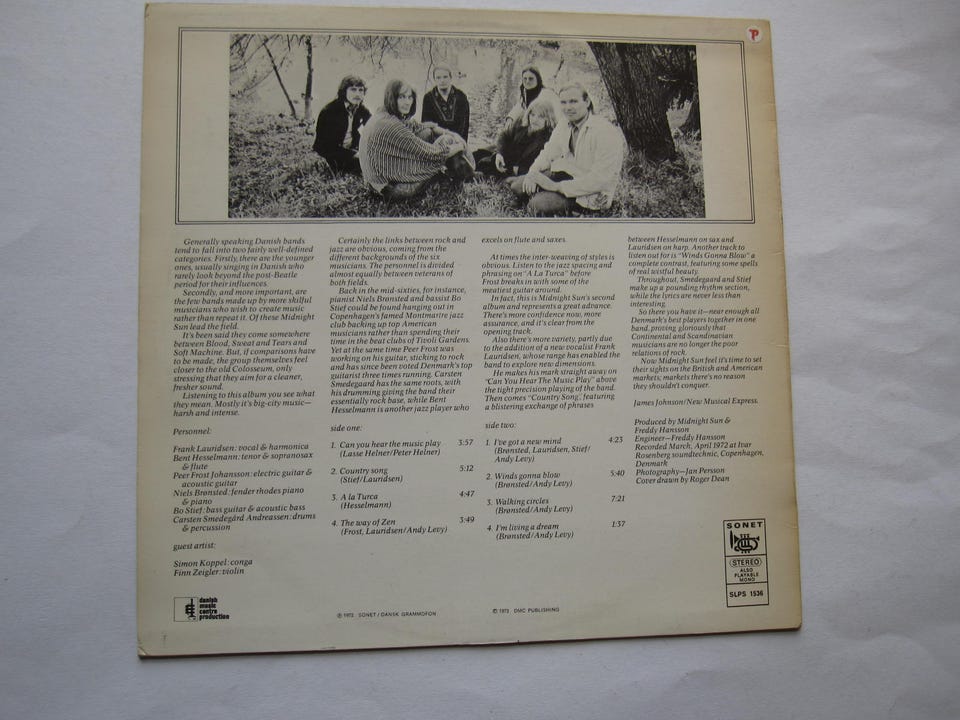 P
Generally speaking Danish bands
tend to fall into two fairly well-defined
categories. Firstly, there are the younger
ones, usually singing in Danish who
rarely look beyond the post-Beatle
period for their influences.
Secondly, and more important, are
the few bands made up by more skilful
musicians who wish to create music
rather than repeat it. Of these Midnight
Sun lead the field.
It's been said they come somewhere
between Blood, Sweat and Tears and
Soft Machine. But, if comparisons have
to be made, the group themselves feel
closer to the old Colosseum, only
stressing that they aim for a cleaner,
fresher sound.
Listening to this album you see what
they mean. Mostly it's big-city music—
harsh and intense.
Certainly the links between rock and
jazz are obvious, coming from the
different backgrounds of the six
musicians. The personnel is divided
almost equally between veterans of
both fields.
Back in the mid-sixties, for instance,
pianist Niels Brønsted and bassist Bo
Stief could be found hanging out in
Copenhagen's famed Montmartre jazz
club backing up top American
musicians rather than spending their
time in the beat clubs of Tivoli Gardens.
Yet at the same time Peer Frost was
working on his guitar, sticking to rock
and has since been voted Denmark's top
guitarist three times running. Carsten
Smedegaard has the same roots, with
his drumming giving the band their
essentially rock base, while Bent
Hesselmann is another jazz player who
excels on flute and saxes.
At times the inter-weaving of styles is
obvious. Listen to the jazz spacing and
phrasing on "A La Turca" before
Frost breaks in with some of the
meatiest guitar around.
In fact, this is Midnight Sun's second
album and represents a great advance.
There's more confidence now, more
assurance, and it's clear from the
opening track.
Also there's more variety, partly due
to the addition of a new vocalist Frank
Lauridsen, whose range has enabled the
band to explore new dimensions.
He makes his mark straight away on
"Can You Hear The Music Play" above
the tight precision playing of the band.
Then comes "Country Song", featuring
a blistering exchange of phrases
between Hesselmann on sax and
Lauridsen on harp. Another track to
listen out for is "Winds Gonna Blow" a
complete contrast, featuring some spells
of real wistful beauty.
Throughout, Smedegaard and Stief
make up a pounding rhythm section,
while the lyrics are never less than
interesting.
So there you have it—near enough all
Denmark's best players together in one
band, proving gloriously that
Continental and Scandinavian
musicians are no longer the poor
relations of rock.
Now Midnight Sun feel it's time to set
their sights on the British and American
markets; markets there's no reason
they shouldn't conquer.
James Johnson/New Musical Express.
Personnel:
Frank Lauridsen: vocal & harmonica
Bent Hesselmann: tenor & sopranosax
& flute
Peer Frost Johansson: electric guitar &
acoustic guitar
Niels Brønsted: fender rhodes piano
& piano
Bo Stief: bass guitar & acoustic bass
Carsten Smedegård Andreassen: drums
& percussion
guest artist:
Simon Koppel: conga
Finn Zeigler: violin
side one:
1. Can you hear the music play 3:57
(Lasse Helner/Peter Helner)
2. Country song 5:12
(Stief/Lauridsen)
3. A la Turca 4:47
(Hesselmann)
4. The way of Zen 3:49
(Frost, Lauridsen/Andy Levy)
side two:
1. I've got a new mind 4:23
(Brønsted, Lauridsen, Stief/
Andy Levy)
2. Winds gonna blow 5:40
(Brønsted/Andy Levy)
3. Walking circles 7:21
(Brønsted/Andy Levy)
4. I'm living a dream 1:37
(Brønsted/Andy Levy)
Produced by Midnight Sun &
Freddy Hansson
Engineer—Freddy Hansson
Recorded March, April 1972 at Ivar
Rosenberg soundtechnic, Copenhagen,
Denmark
Photography—Jan Persson
Cover drawn by Roger Dean
SONET
STEREO
ALSO
PLAYABLE
MONO
SLPS 1536
danish
music
centre
production
℗ 1972 SONET / DANSK GRAMMOFON
© 1972 DMC PUBLISHING